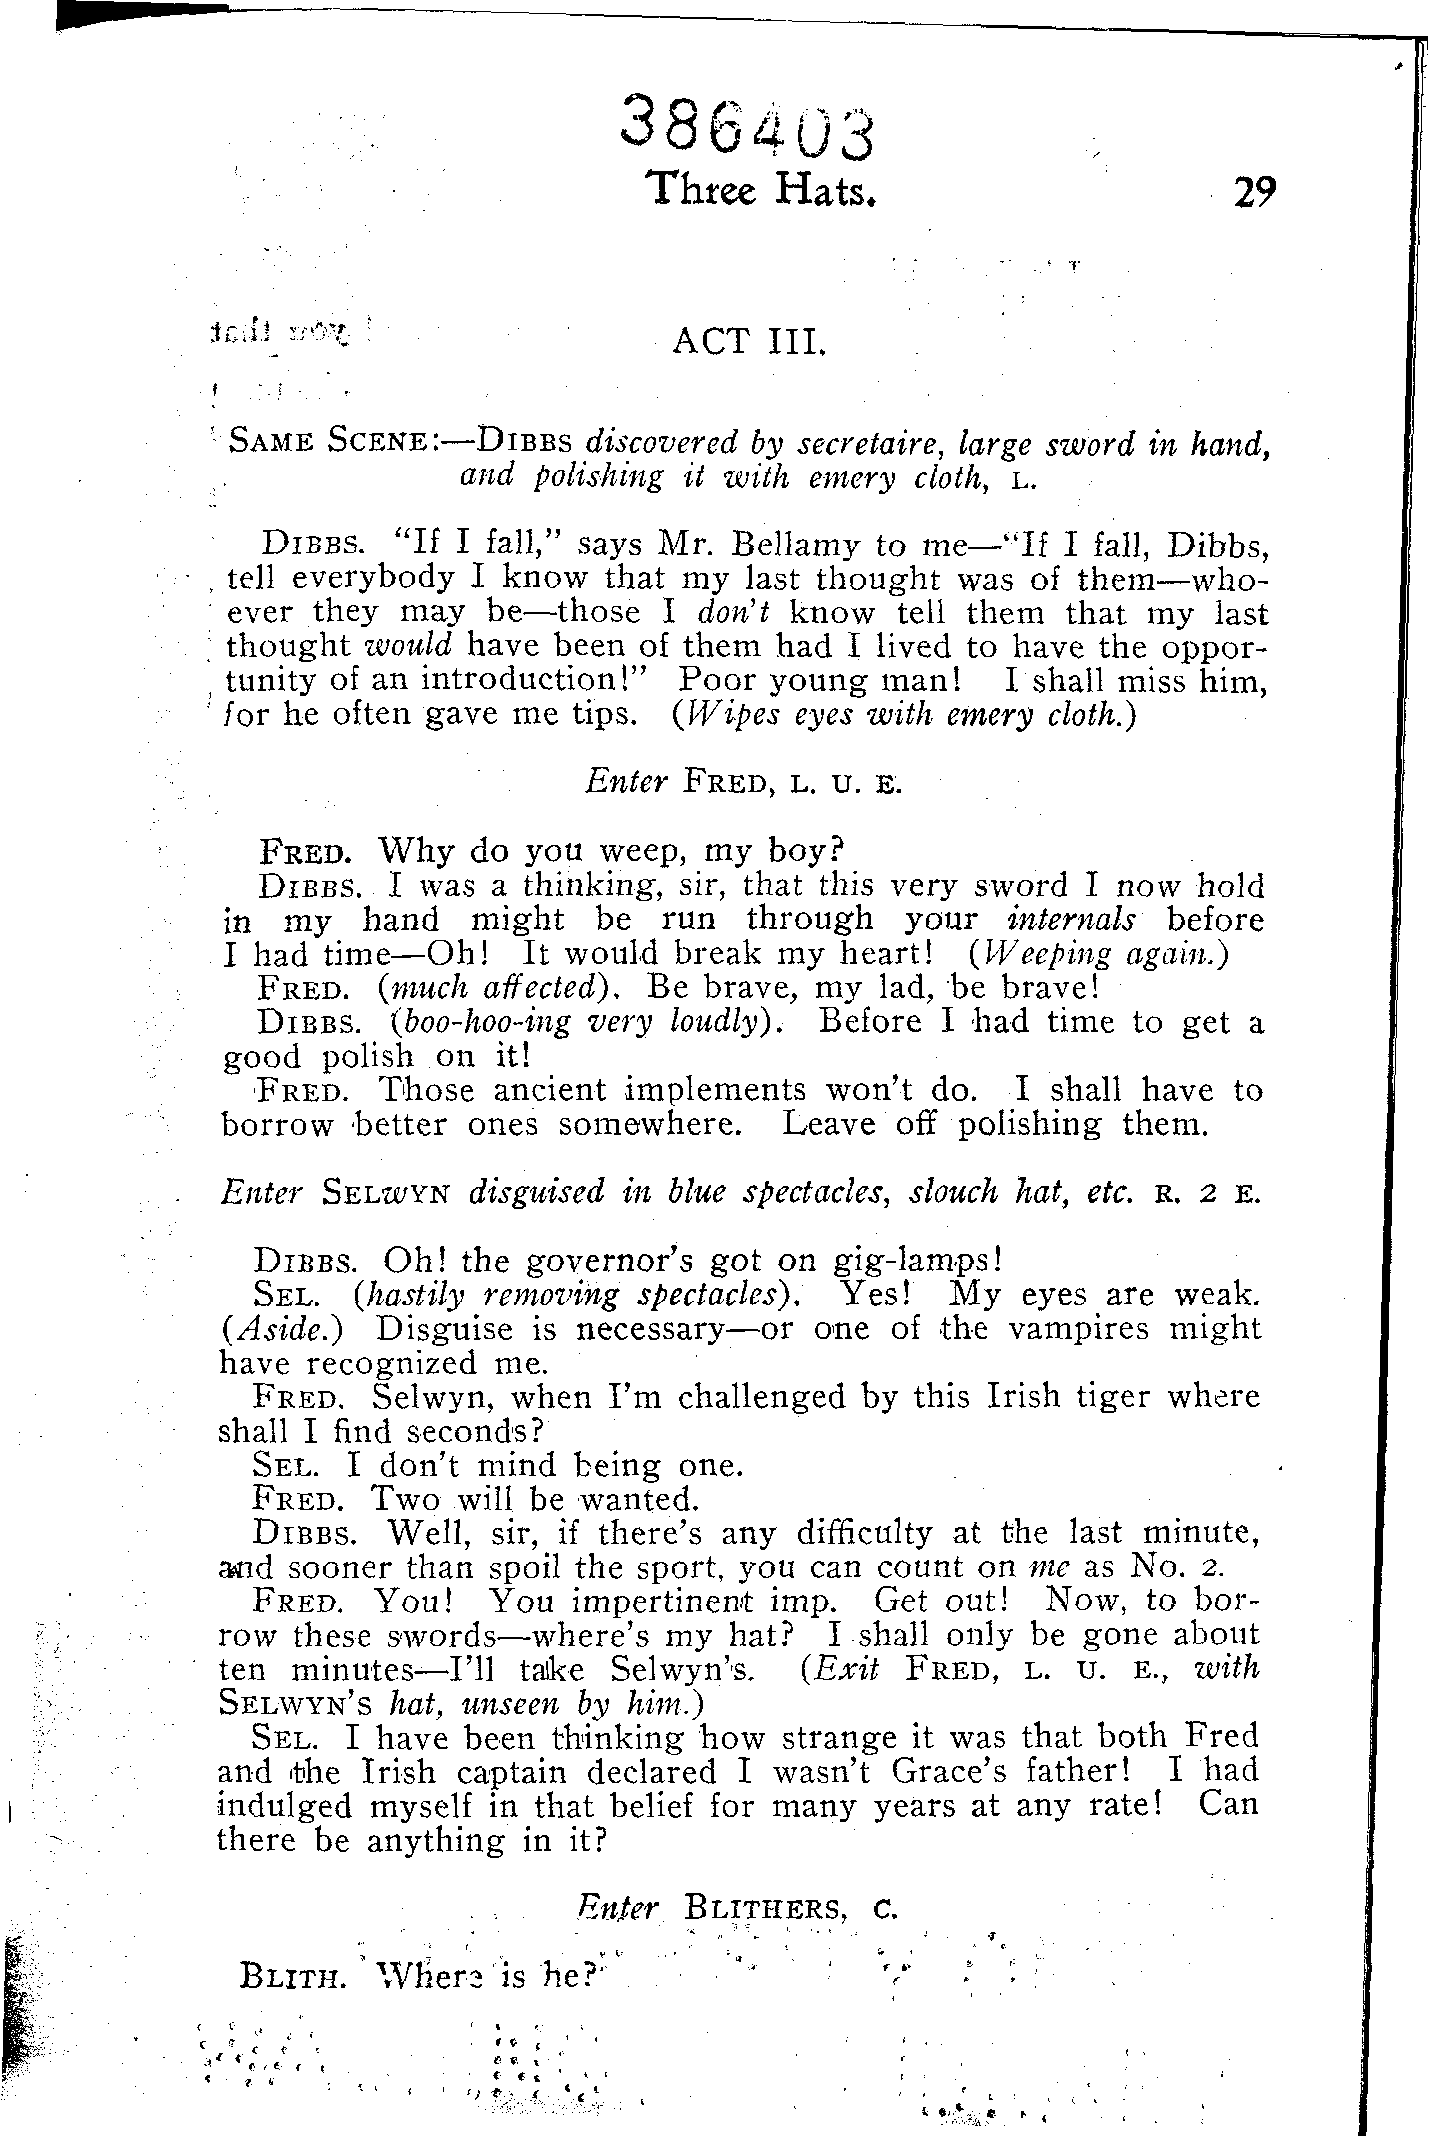 386403
Three Hats. 29
ACT III.
SAME SCENE:—DIBBS discovered by secretaire, large sword in hand,
and polishing it with emery cloth, L.
DIBBS. "If I fall," says Mr. Bellamy to me—"If I fall, Dibbs,
tell everybody I know that my last thought was of them—who-
ever they may be—those I don't know tell them that my last
thought would have been of them had I lived to have the oppor-
tunity of an introduction!" Poor young man! I shall miss him,
for he often gave me tips. (Wipes eyes with emery cloth.)
Enter FRED, L. U. E.
FRED. Why do you weep, my boy?
DIBBS. I was a thinking, sir, that this very sword I now hold
in my hand might be run through your internals before
I had time—Oh! It would break my heart! (Weeping again.)
FRED. (much affected). Be brave, my lad, be brave!
DIBBS. (boo-hoo-ing very loudly). Before I had time to get a
good polish on it!
FRED. Those ancient implements won't do. I shall have to
borrow better ones somewhere. Leave off polishing them.
Enter SELWYN disguised in blue spectacles, slouch hat, etc. R. 2 E.
DIBBS. Oh! the governor's got on gig-lamps!
SEL. (hastily removing spectacles). Yes! My eyes are weak.
(Aside.) Disguise is necessary—or one of the vampires might
have recognized me.
FRED. Selwyn, when I'm challenged by this Irish tiger where
shall I find seconds?
SEL. I don't mind being one.
FRED. Two will be wanted.
DIBBS. Well, sir, if there's any difficulty at the last minute,
and sooner than spoil the sport, you can count on me as No. 2.
FRED. You! You impertinent imp. Get out! Now, to bor-
row these swords—where's my hat? I shall only be gone about
ten minutes—I'll take Selwyn's. (Exit FRED, L. U. E., with
SELWYN'S hat, unseen by him.)
SEL. I have been thinking how strange it was that both Fred
and the Irish captain declared I wasn't Grace's father! I had
indulged myself in that belief for many years at any rate! Can
there be anything in it?
Enter BLITHERS, C.
BLITH. Where is he?